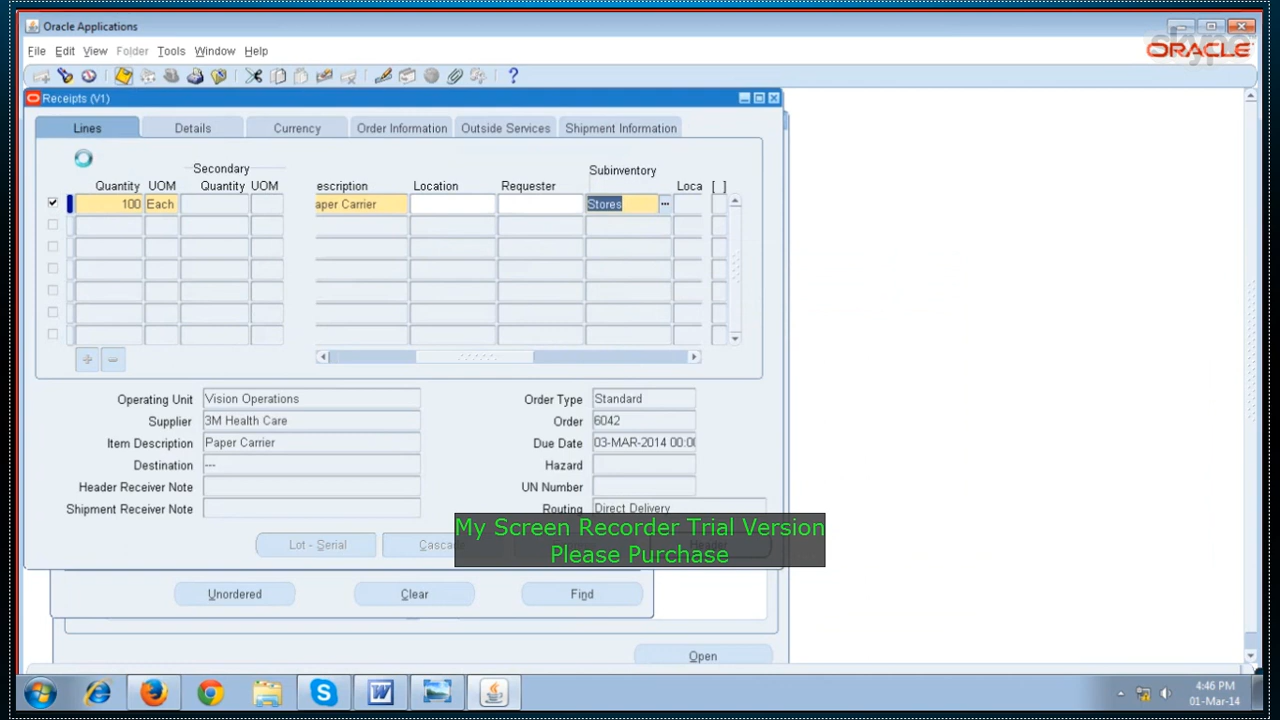 Oracle Applications
skype
File Edit View Folder Tools Window Help
ORACLE
Receipts (V1)
Lines Details Currency Order Information Outside Services Shipment Information
Secondary
Subinventory
Quantity UOM Quantity UOM escription Location Requester Loca [ ]
100 Each aper Carrier Stores
Operating Unit Vision Operations
Order Type Standard
Supplier 3M Health Care
Order 6042
Item Description Paper Carrier
Due Date 03-MAR-2014 00:00
Destination ---
Hazard
Header Receiver Note
UN Number
Shipment Receiver Note
Routing Direct Delivery
My Screen Recorder Trial Version
Please Purchase
Lot - Serial Cascade Header
Unordered Clear Find
Open
4:46 PM
01-Mar-14